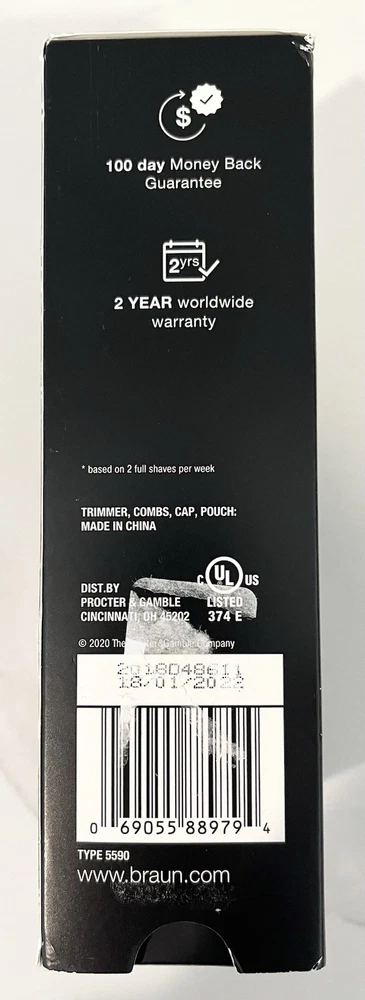 $
100 day Money Back
Guarantee
2yrs
2 YEAR worldwide
warranty
* based on 2 full shaves per week
TRIMMER, COMBS, CAP, POUCH:
MADE IN CHINA
C UL US
LISTED
374 E
DIST.BY
PROCTER & GAMBLE
CINCINNATI, OH 45202
© 2020 The Procter & Gamble Company
18/01/2022
0 69055 88979 4
TYPE 5590
www.braun.com